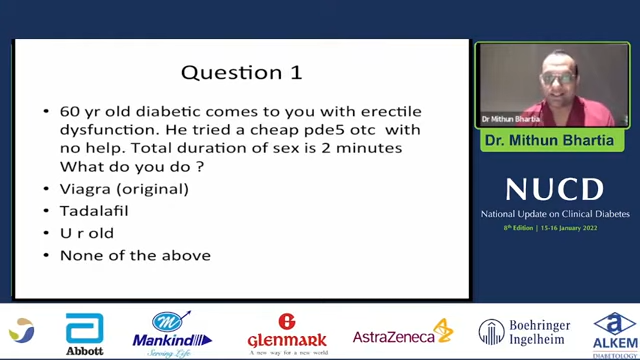 Question 1
• 60 yr old diabetic comes to you with erectile
dysfunction. He tried a cheap pde5 otc with
no help. Total duration of sex is 2 minutes
What do you do ?
• Viagra (original)
• Tadalafil
• U r old
• None of the above
Dr Mithun Bhartia
Dr. Mithun Bhartia
NUCD
National Update on Clinical Diabetes
8th Edition | 15-16 January 2022
Abbott
Mankind
Serving Life
Glenmark
A new way for a new world
AstraZeneca
Boehringer
Ingelheim
ALKEM
DIABETOLOGY